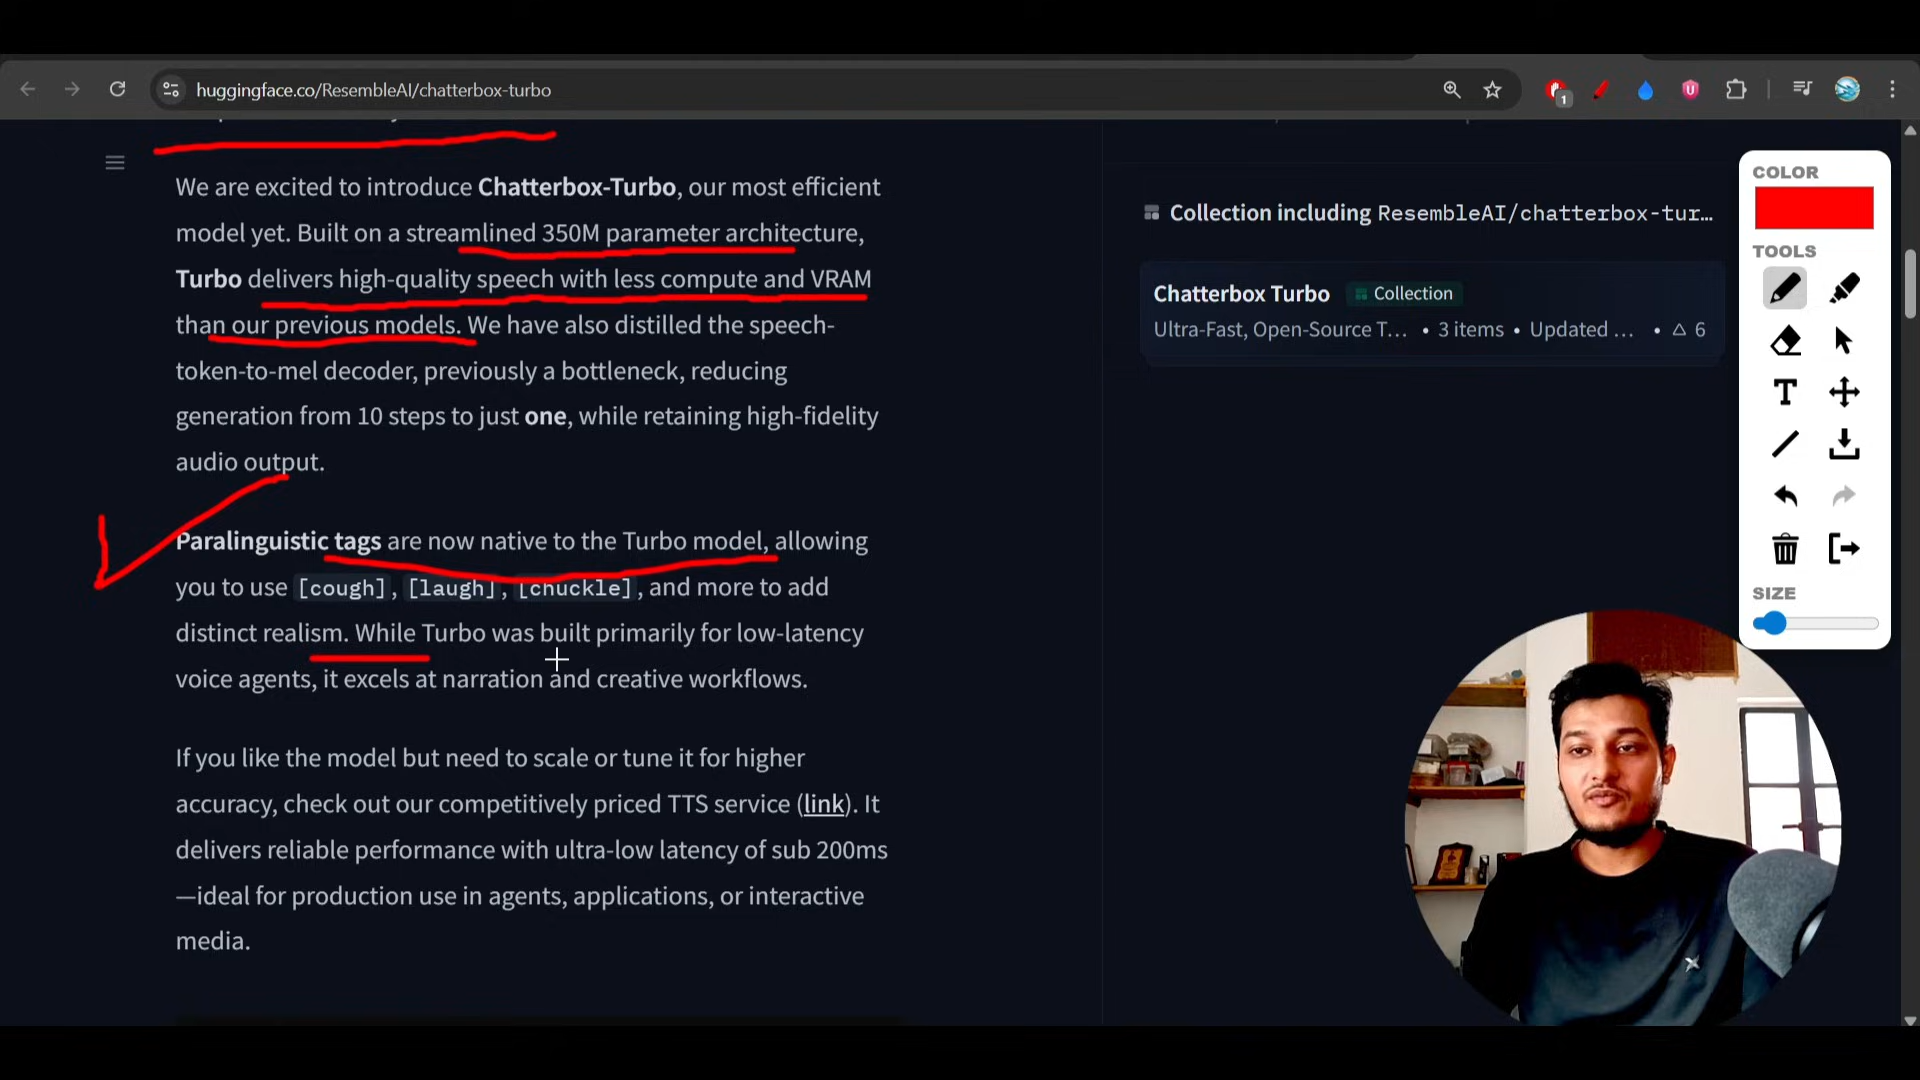 huggingface.co/ResembleAI/chatterbox-turbo
1
We are excited to introduce Chatterbox-Turbo, our most efficient
model yet. Built on a streamlined 350M parameter architecture,
Turbo delivers high-quality speech with less compute and VRAM
than our previous models. We have also distilled the speech-
token-to-mel decoder, previously a bottleneck, reducing
generation from 10 steps to just one, while retaining high-fidelity
audio output.
Paralinguistic tags are now native to the Turbo model, allowing
you to use [cough], [laugh], [chuckle], and more to add
distinct realism. While Turbo was built primarily for low-latency
voice agents, it excels at narration and creative workflows.
If you like the model but need to scale or tune it for higher
accuracy, check out our competitively priced TTS service (link). It
delivers reliable performance with ultra-low latency of sub 200ms
—ideal for production use in agents, applications, or interactive
media.
Collection including ResembleAI/chatterbox-tur…
Chatterbox Turbo Collection
Ultra-Fast, Open-Source T… • 3 items • Updated … • 6
COLOR
TOOLS
T
SIZE